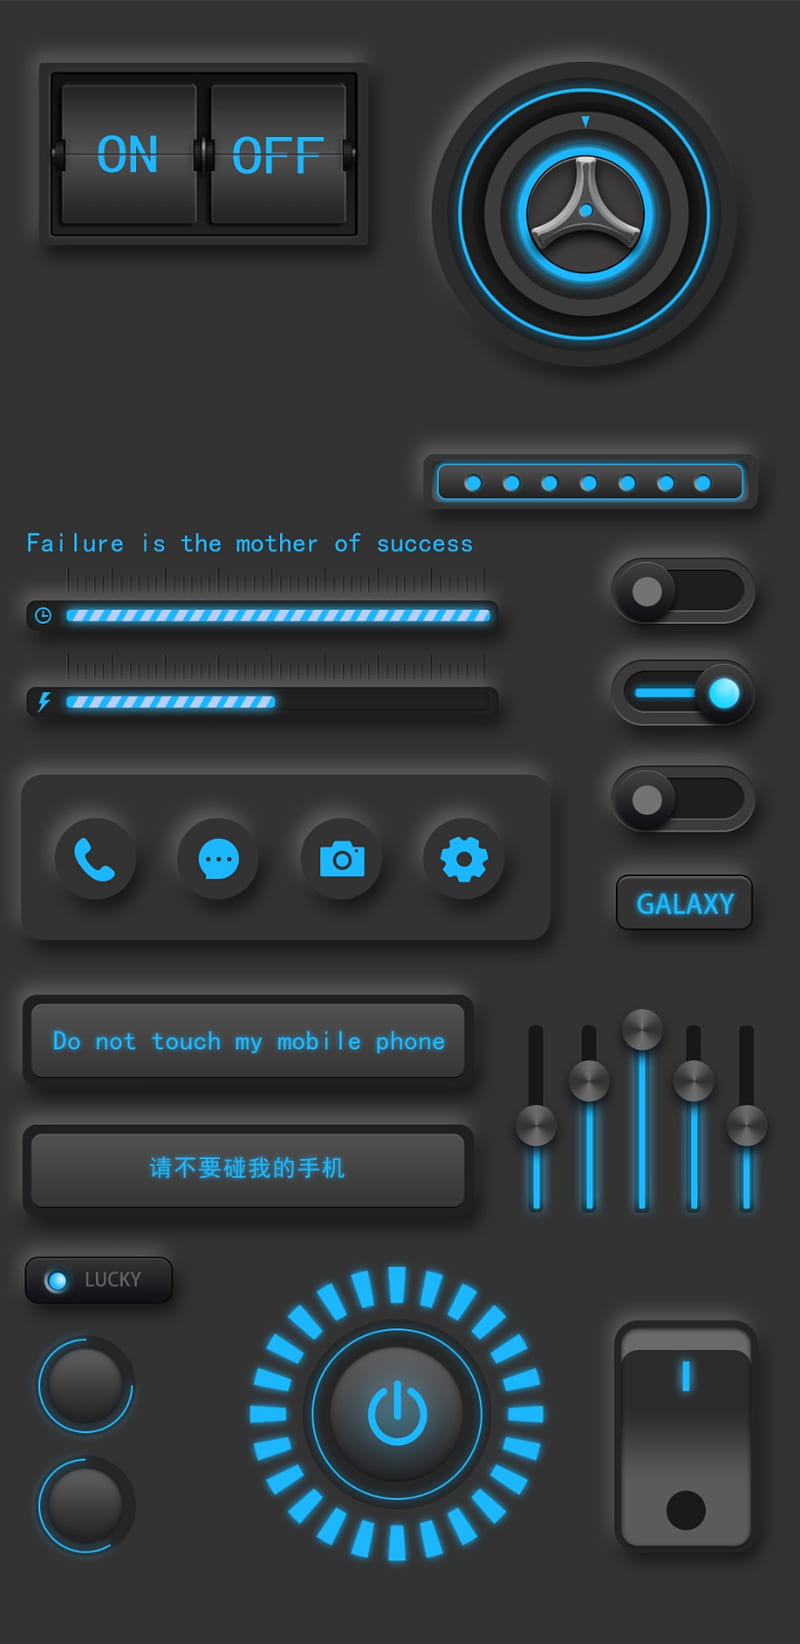 ON OFF
Failure is the mother of success
GALAXY
Do not touch my mobile phone
请不要碰我的手机
LUCKY